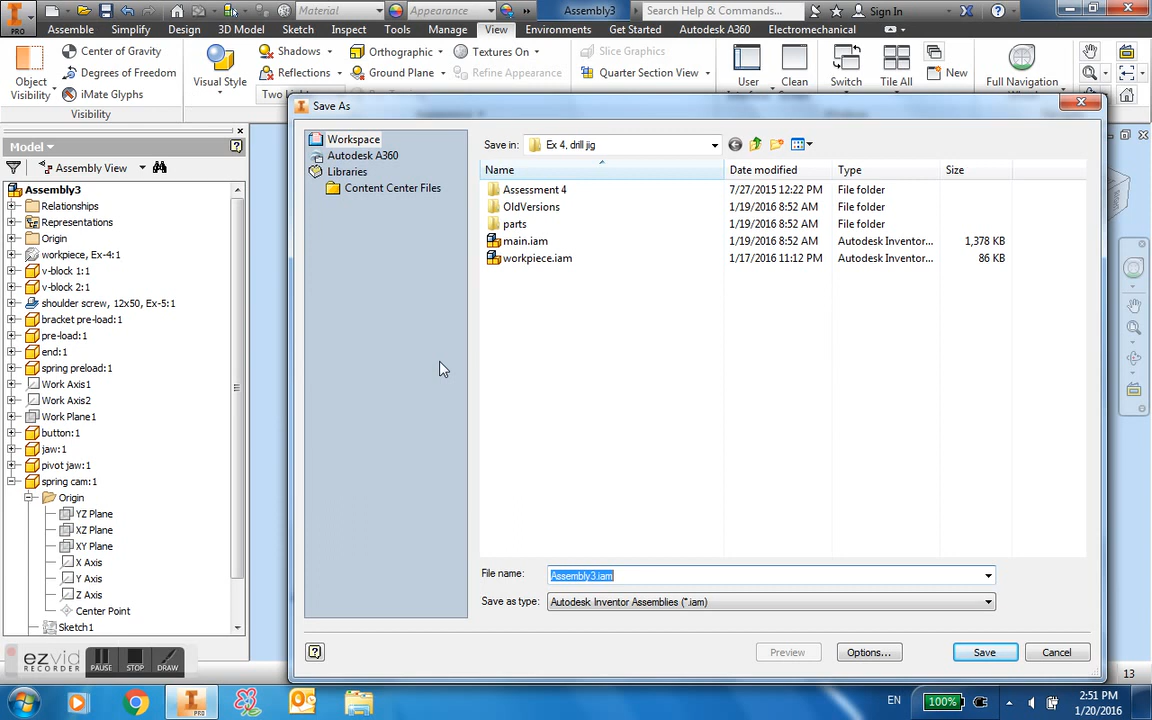 Material
Appearance
Assembly3
Search Help & Commands...
Sign In
PRO
Assemble
Simplify
Design
3D Model
Sketch
Inspect
Tools
Manage
View
Environments
Get Started
Autodesk A360
Electromechanical
Object
Visibility
Center of Gravity
Degrees of Freedom
iMate Glyphs
Visibility
Visual Style
Shadows
Reflections
Two Li
Orthographic
Ground Plane
Textures On
Refine Appearance
Slice Graphics
Quarter Section View
User
Clean
Switch
Tile All
New
Full Navigation
Model
Assembly View
Assembly3
Relationships
Representations
Origin
workpiece, Ex-4:1
v-block 1:1
v-block 2:1
shoulder screw, 12x50, Ex-5:1
bracket pre-load:1
pre-load:1
end:1
spring preload:1
Work Axis1
Work Axis2
Work Plane1
button:1
jaw:1
pivot jaw:1
spring cam:1
Origin
YZ Plane
XZ Plane
XY Plane
X Axis
Y Axis
Z Axis
Center Point
Sketch1
Save As
Workspace
Autodesk A360
Libraries
Content Center Files
Save in: Ex 4, drill jig
Name Date modified Type Size
Assessment 4 7/27/2015 12:22 PM File folder
OldVersions 1/19/2016 8:52 AM File folder
parts 1/19/2016 8:52 AM File folder
main.iam 1/19/2016 8:52 AM Autodesk Inventor... 1,378 KB
workpiece.iam 1/17/2016 11:12 PM Autodesk Inventor... 86 KB
File name: Assembly3.iam
Save as type: Autodesk Inventor Assemblies (*.iam)
Preview
Options...
Save
Cancel
ezvid
RECORDER
PAUSE
STOP
DRAW
13
PRO
EN
100%
2:51 PM
1/20/2016